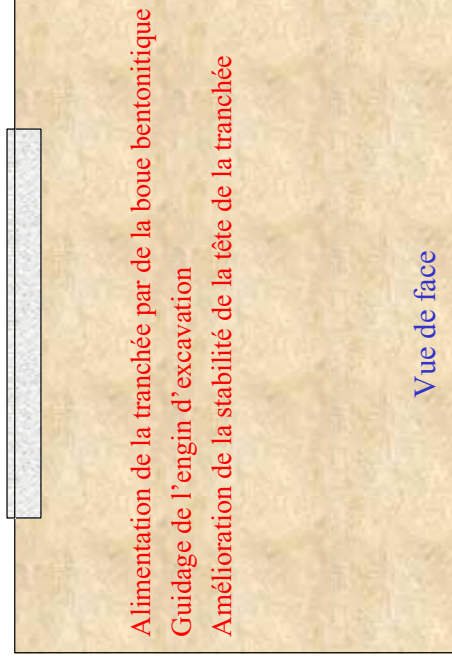 Alimentation de la tranchée par de la boue bentonitique
Guidage de l’engin d’excavation
Amélioration de la stabilité de la tête de la tranchée
Vue de face